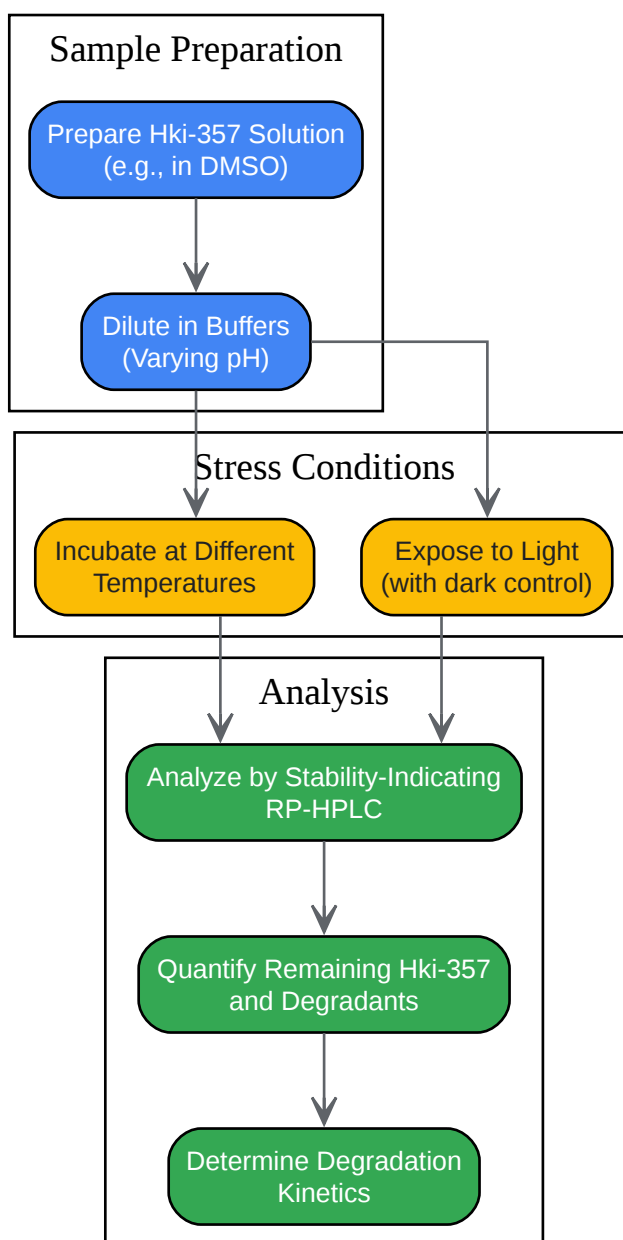 Sample Preparation
Prepare Hki-357 Solution
(e.g., in DMSO)
Dilute in Buffers
(Varying pH)
Stress Conditions
Incubate at Different
Temperatures
Expose to Light
(with dark control)
Analysis
Analyze by Stability-Indicating
RP-HPLC
Quantify Remaining Hki-357
and Degradants
Determine Degradation
Kinetics